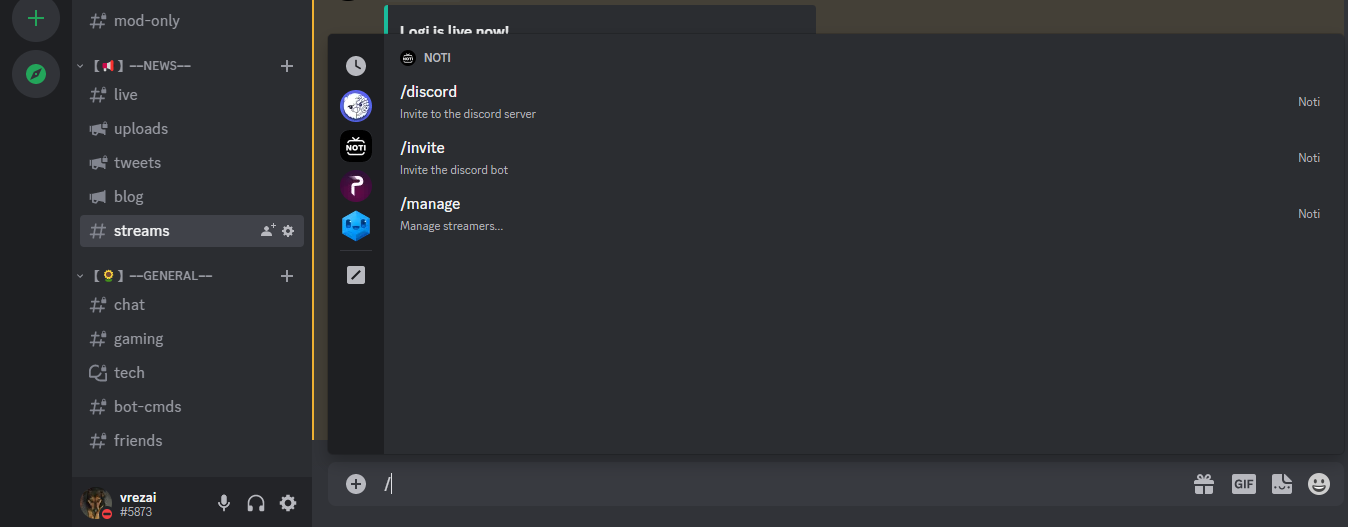 mod-only
[📢] —NEWS—
live
uploads
tweets
blog
streams
[🌻] —GENERAL—
chat
gaming
tech
bot-cmds
friends
vrezai
#5873
Logi is live now!
NOTI
NOTI
/discord
Invite to the discord server
Noti
/invite
Invite the discord bot
Noti
/manage
Manage streamers...
Noti
/
GIF